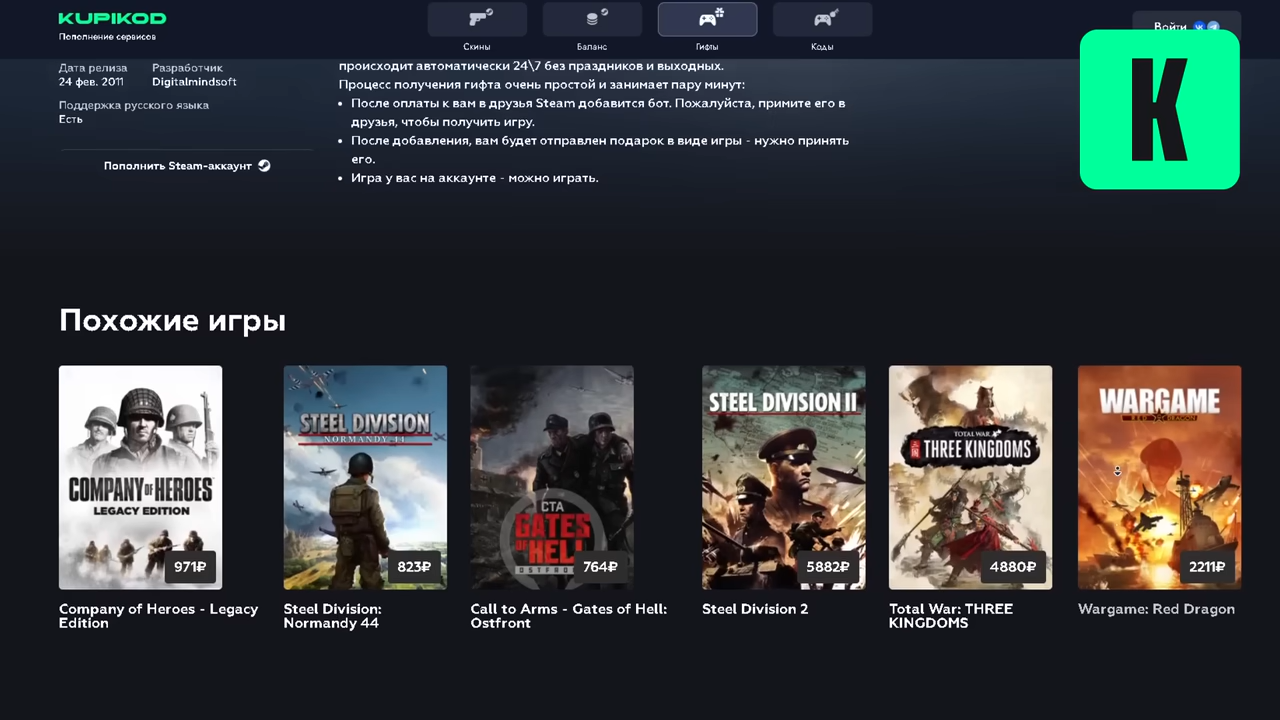 KUPIKOD
Пополнение сервисов
Скины
Баланс
Гифты
Коды
Войти
K
Дата релиза
24 фев. 2011
Разработчик
Digitalmindsoft
Поддержка русского языка
Есть
Пополнить Steam-аккаунт
происходит автоматически 24\7 без праздников и выходных.
Процесс получения гифта очень простой и занимает пару минут:
• После оплаты к вам в друзья Steam добавится бот. Пожалуйста, примите его в
друзья, чтобы получить игру.
• После добавления, вам будет отправлен подарок в виде игры - нужно принять
его.
• Игра у вас на аккаунте - можно играть.
Похожие игры
COMPANY OF HEROES
LEGACY EDITION
971₽
Company of Heroes - Legacy
Edition
STEEL DIVISION
NORMANDY 44
823₽
Steel Division:
Normandy 44
CTA
GATES
OF HELL
OSTFRONT
764₽
Call to Arms - Gates of Hell:
Ostfront
STEEL DIVISION II
5882₽
Steel Division 2
TOTAL WAR
THREE KINGDOMS
4880₽
Total War: THREE
KINGDOMS
WARGAME
RED DRAGON
2211₽
Wargame: Red Dragon